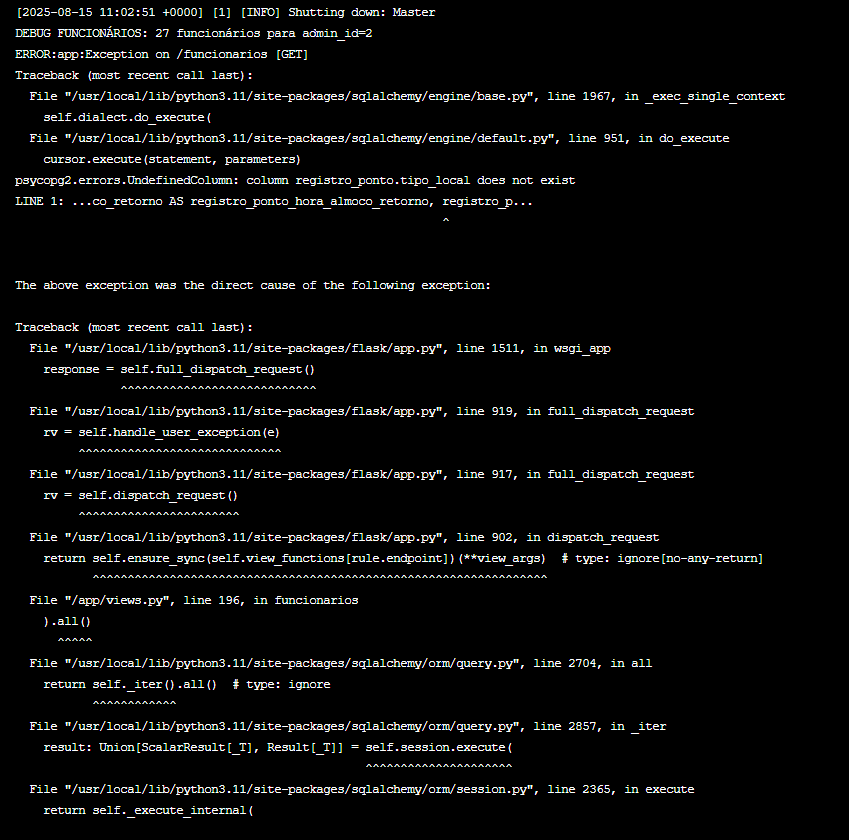 [2025-08-15 11:02:51 +0000] [1] [INFO] Shutting down: Master
DEBUG FUNCIONÁRIOS: 27 funcionários para admin_id=2
ERROR:app:Exception on /funcionarios [GET]
Traceback (most recent call last):
  File "/usr/local/lib/python3.11/site-packages/sqlalchemy/engine/base.py", line 1967, in _exec_single_context
    self.dialect.do_execute(
  File "/usr/local/lib/python3.11/site-packages/sqlalchemy/engine/default.py", line 951, in do_execute
    cursor.execute(statement, parameters)
psycopg2.errors.UndefinedColumn: column registro_ponto.tipo_local does not exist
LINE 1: ...co_retorno AS registro_ponto_hora_almoco_retorno, registro_p...
                                                             ^
The above exception was the direct cause of the following exception:
Traceback (most recent call last):
  File "/usr/local/lib/python3.11/site-packages/flask/app.py", line 1511, in wsgi_app
    response = self.full_dispatch_request()
               ^^^^^^^^^^^^^^^^^^^^^^^^^^^^
  File "/usr/local/lib/python3.11/site-packages/flask/app.py", line 919, in full_dispatch_request
    rv = self.handle_user_exception(e)
         ^^^^^^^^^^^^^^^^^^^^^^^^^^^^^
  File "/usr/local/lib/python3.11/site-packages/flask/app.py", line 917, in full_dispatch_request
    rv = self.dispatch_request()
         ^^^^^^^^^^^^^^^^^^^^^^^
  File "/usr/local/lib/python3.11/site-packages/flask/app.py", line 902, in dispatch_request
    return self.ensure_sync(self.view_functions[rule.endpoint])(**view_args)  # type: ignore[no-any-return]
           ^^^^^^^^^^^^^^^^^^^^^^^^^^^^^^^^^^^^^^^^^^^^^^^^^^^^^^^^^^^^^^^^^
  File "/app/views.py", line 196, in funcionarios
    ).all()
      ^^^^^
  File "/usr/local/lib/python3.11/site-packages/sqlalchemy/orm/query.py", line 2704, in all
    return self._iter().all()  # type: ignore
           ^^^^^^^^^^^^
  File "/usr/local/lib/python3.11/site-packages/sqlalchemy/orm/query.py", line 2857, in _iter
    result: Union[ScalarResult[_T], Result[_T]] = self.session.execute(
                                                  ^^^^^^^^^^^^^^^^^^^^^
  File "/usr/local/lib/python3.11/site-packages/sqlalchemy/orm/session.py", line 2365, in execute
    return self._execute_internal(